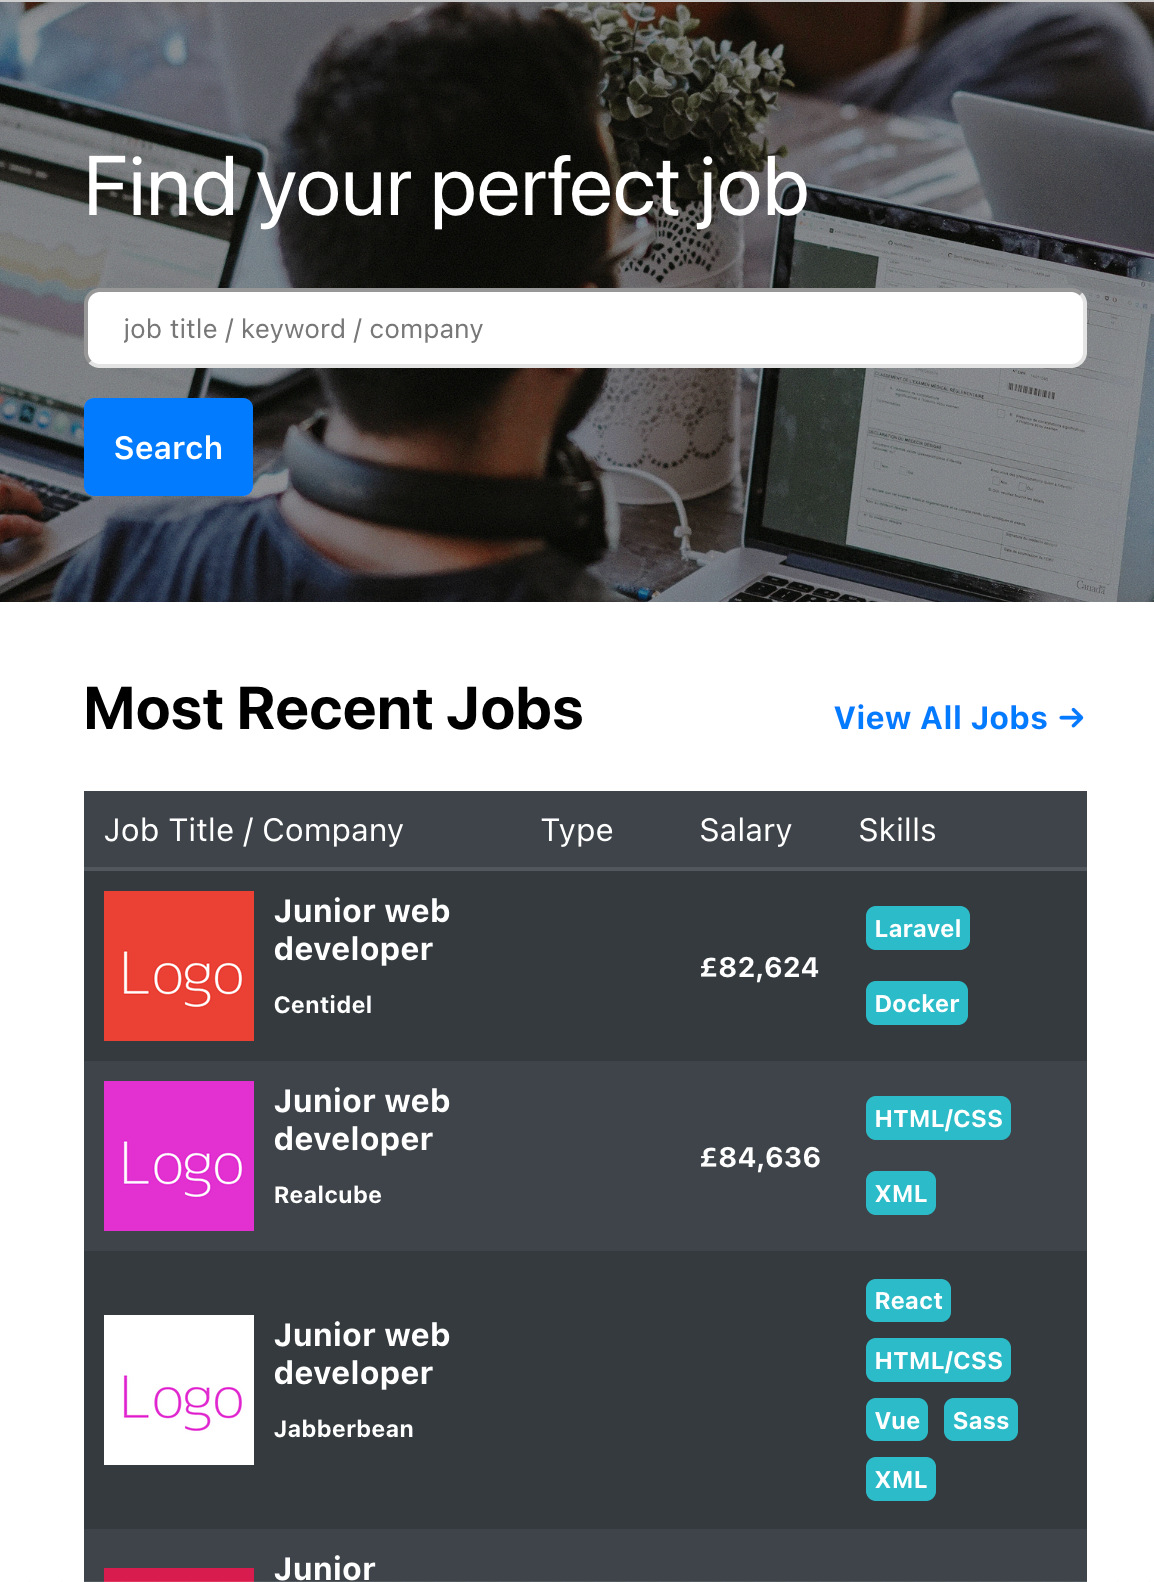 Find your perfect job
job title / keyword / company
Search
Canada
Most Recent Jobs
View All Jobs →
Job Title / Company Type Salary Skills
Logo
Junior web
developer
Centidel
£82,624
Laravel
Docker
Logo
Junior web
developer
Realcube
£84,636
HTML/CSS
XML
Logo
Junior web
developer
Jabberbean
React
HTML/CSS
Vue Sass
XML
Junior